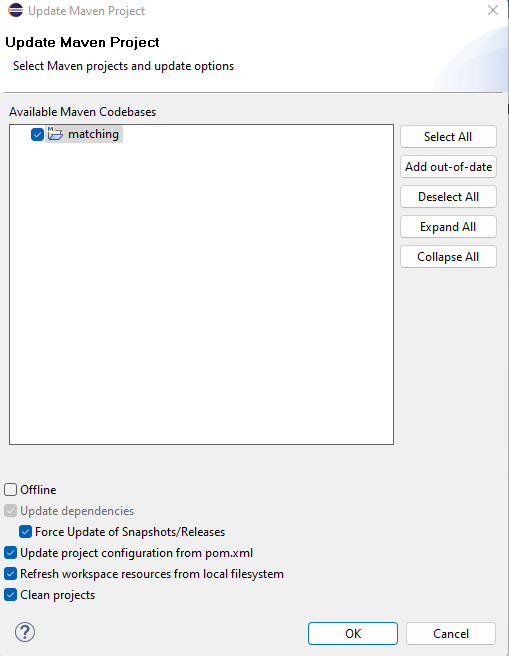 Update Maven Project
Update Maven Project
Select Maven projects and update options
Available Maven Codebases
matching
Select All
Add out-of-date
Deselect All
Expand All
Collapse All
Offline
Update dependencies
Force Update of Snapshots/Releases
Update project configuration from pom.xml
Refresh workspace resources from local filesystem
Clean projects
?
OK
Cancel